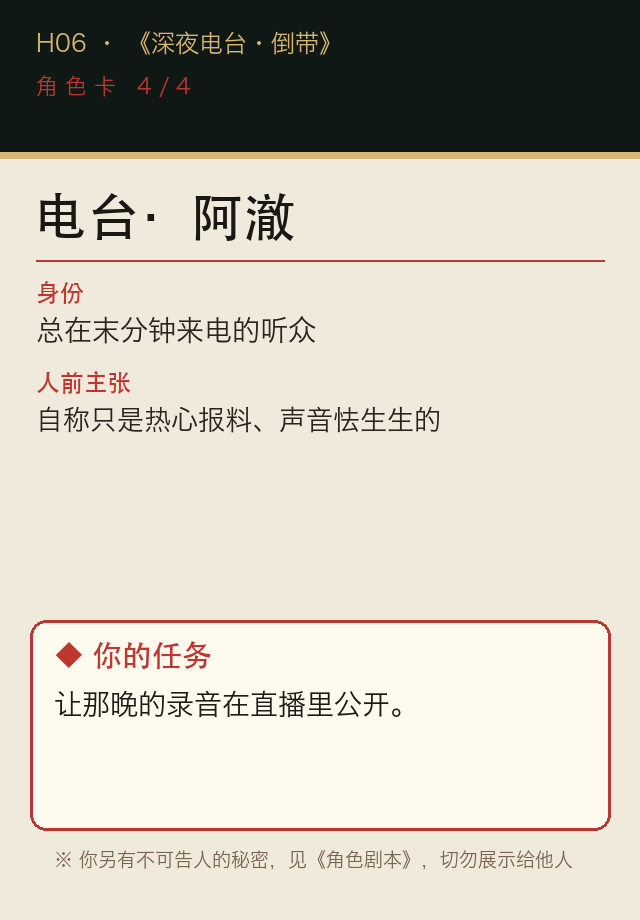 H06 · 《深夜电台·倒带》
角色卡 4/4
电台· 阿澈
身份
总在末分钟来电的听众
人前主张
自称只是热心报料、声音怯生生的
◆ 你的任务
让那晚的录音在直播里公开。
※ 你另有不可告人的秘密，见《角色剧本》，切勿展示给他人